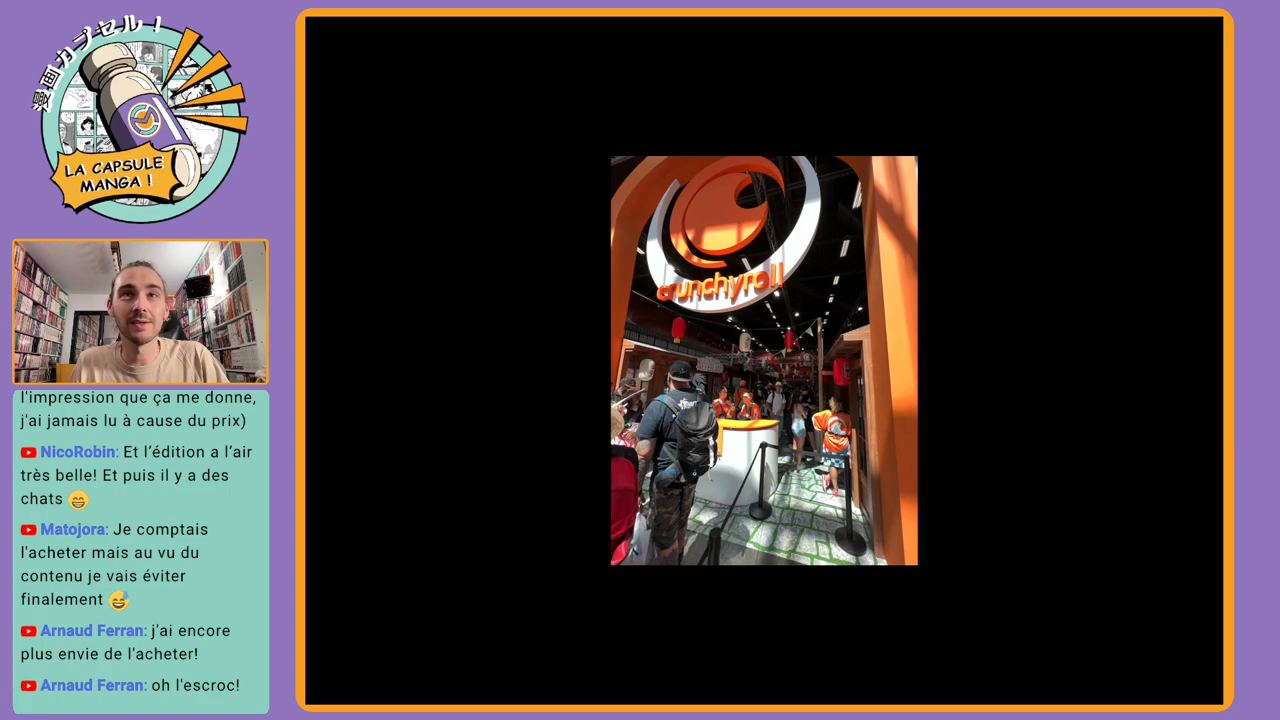 漫画カプセル！
LA CAPSULE
MANGA !
l'impression que ça me donne,
j'ai jamais lu à cause du prix)
NicoRobin: Et l’édition a l’air
très belle! Et puis il y a des
chats 😄
Matojora: Je comptais
l'acheter mais au vu du
contenu je vais éviter
finalement 😅
Arnaud Ferran: j'ai encore
plus envie de l'acheter!
Arnaud Ferran: oh l'escroc!
crunchyroll